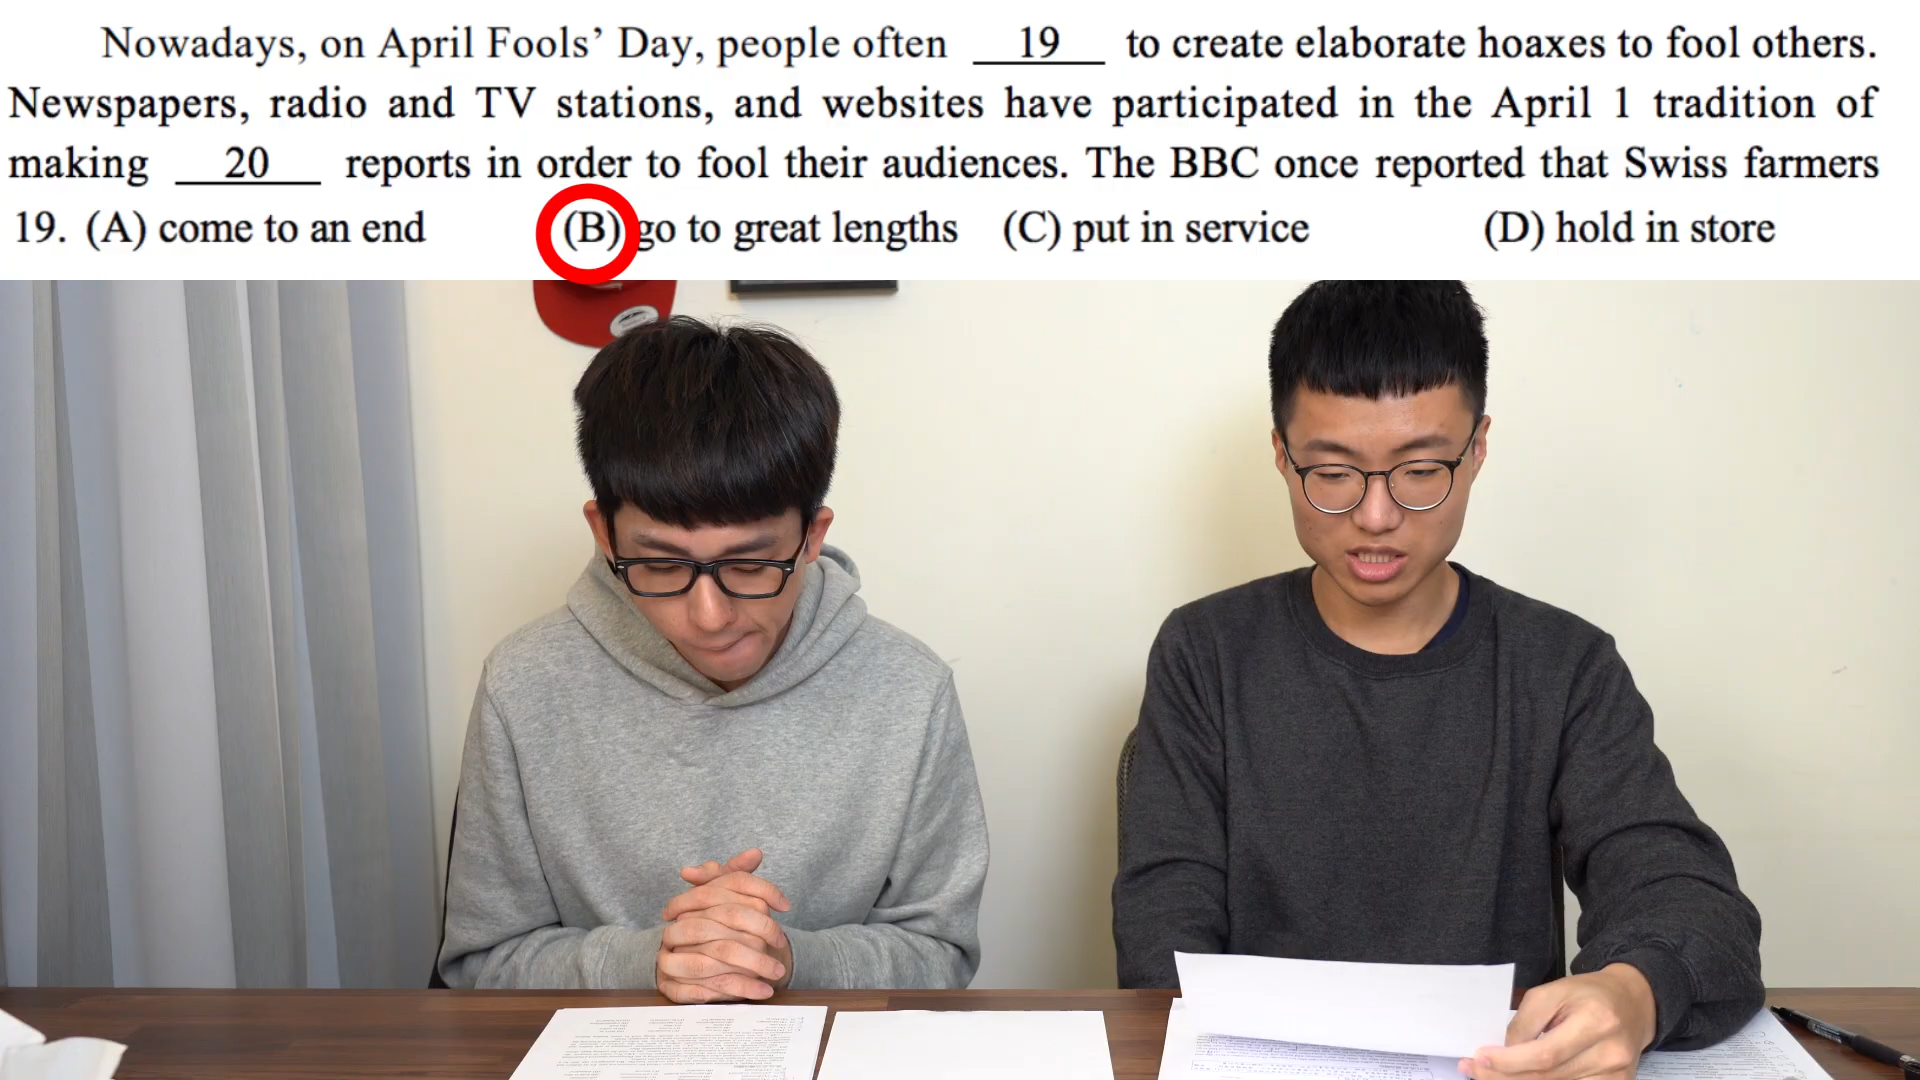 Nowadays, on April Fools’ Day, people often 19 to create elaborate hoaxes to fool others.
Newspapers, radio and TV stations, and websites have participated in the April 1 tradition of
making 20 reports in order to fool their audiences. The BBC once reported that Swiss farmers
19. (A) come to an end (B) go to great lengths (C) put in service (D) hold in store